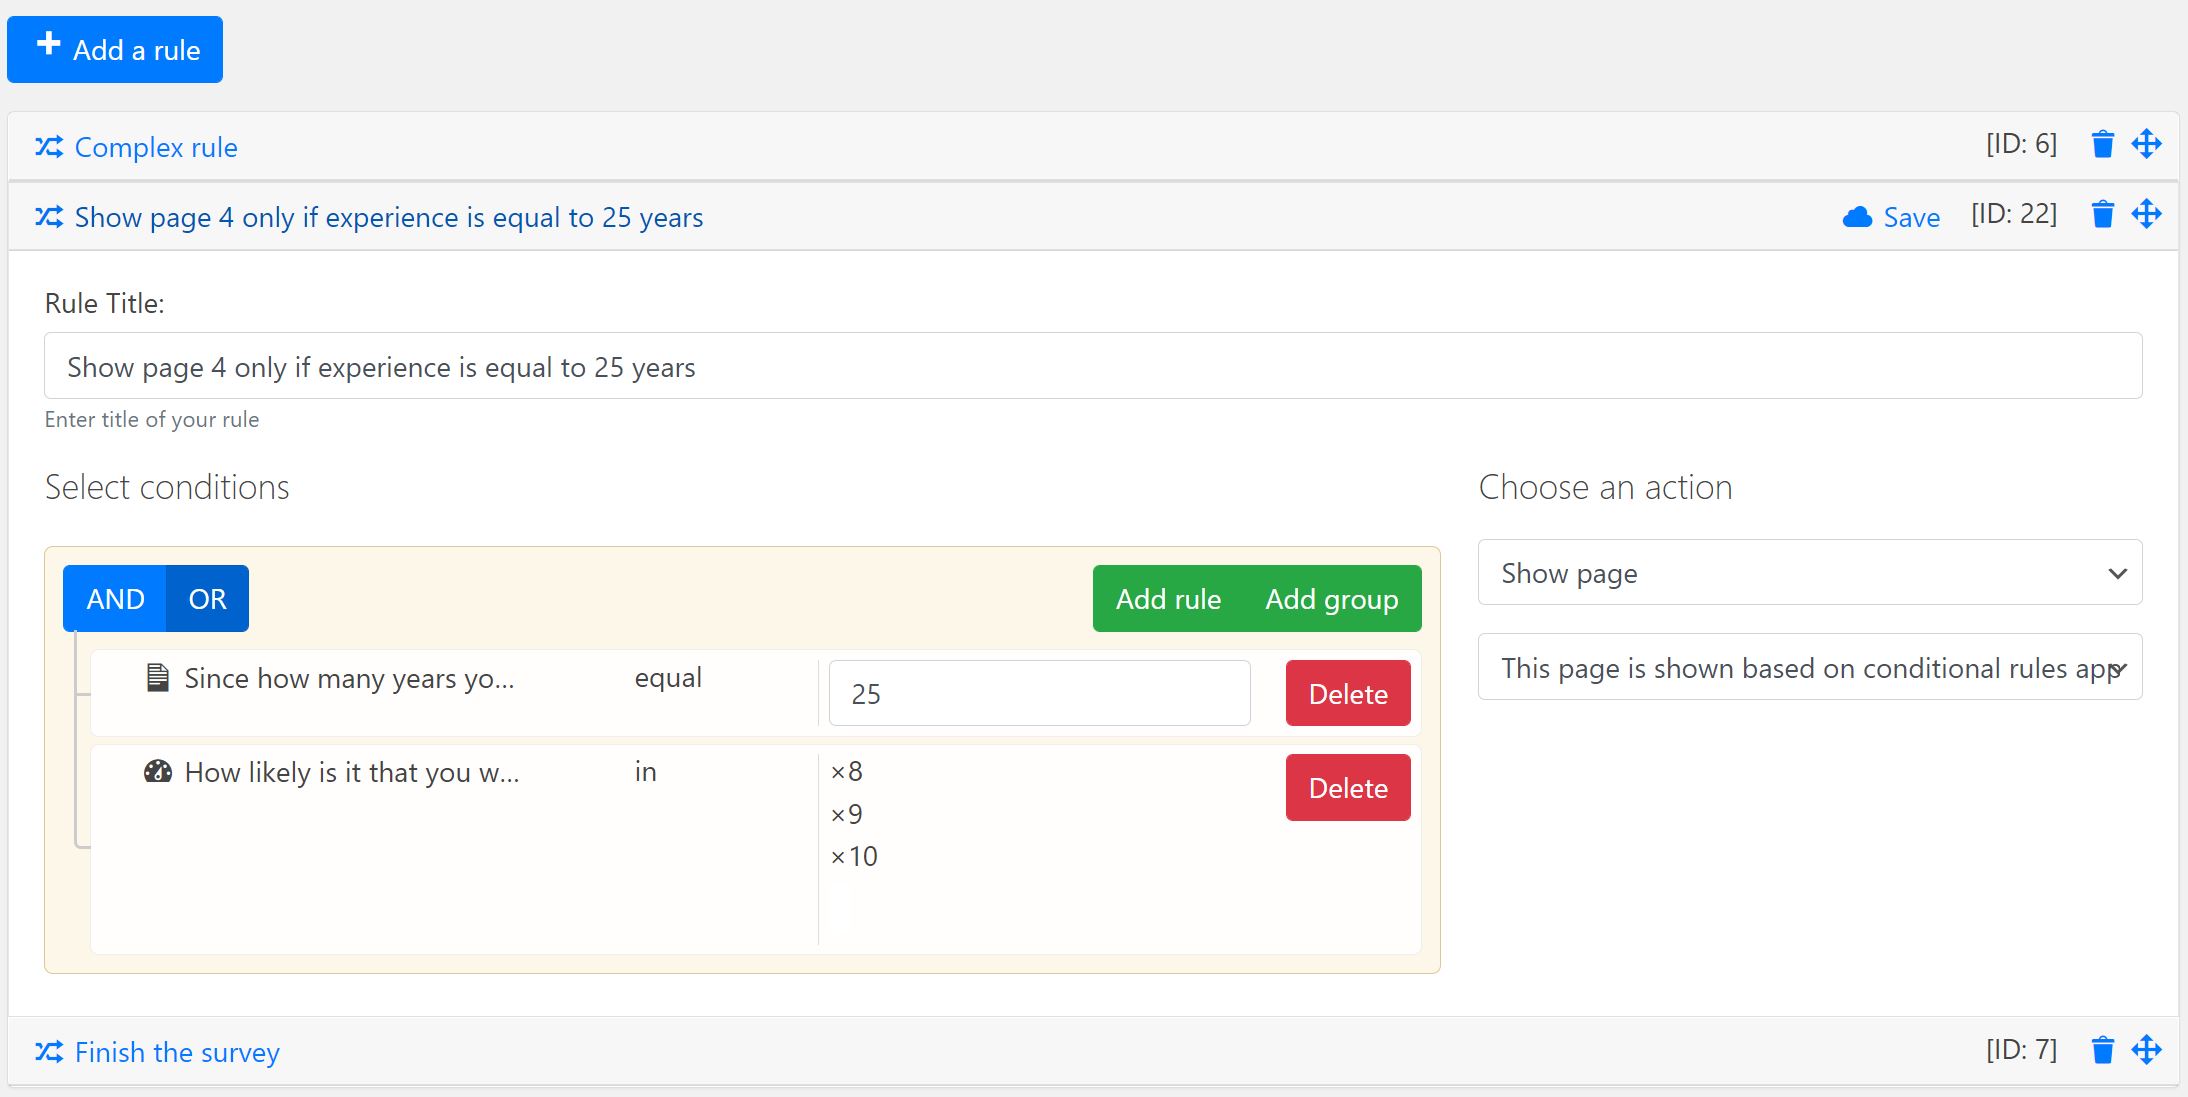 Add a rule
Complex rule [ID: 6]
Show page 4 only if experience is equal to 25 years Save [ID: 22]
Rule Title:
Show page 4 only if experience is equal to 25 years
Enter title of your rule
Select conditions
Choose an action
AND OR Add rule Add group
Show page
Since how many years yo... equal 25 Delete
This page is shown based on conditional rules app
How likely is it that you w... in ×8 Delete
×9
×10
Finish the survey [ID: 7]